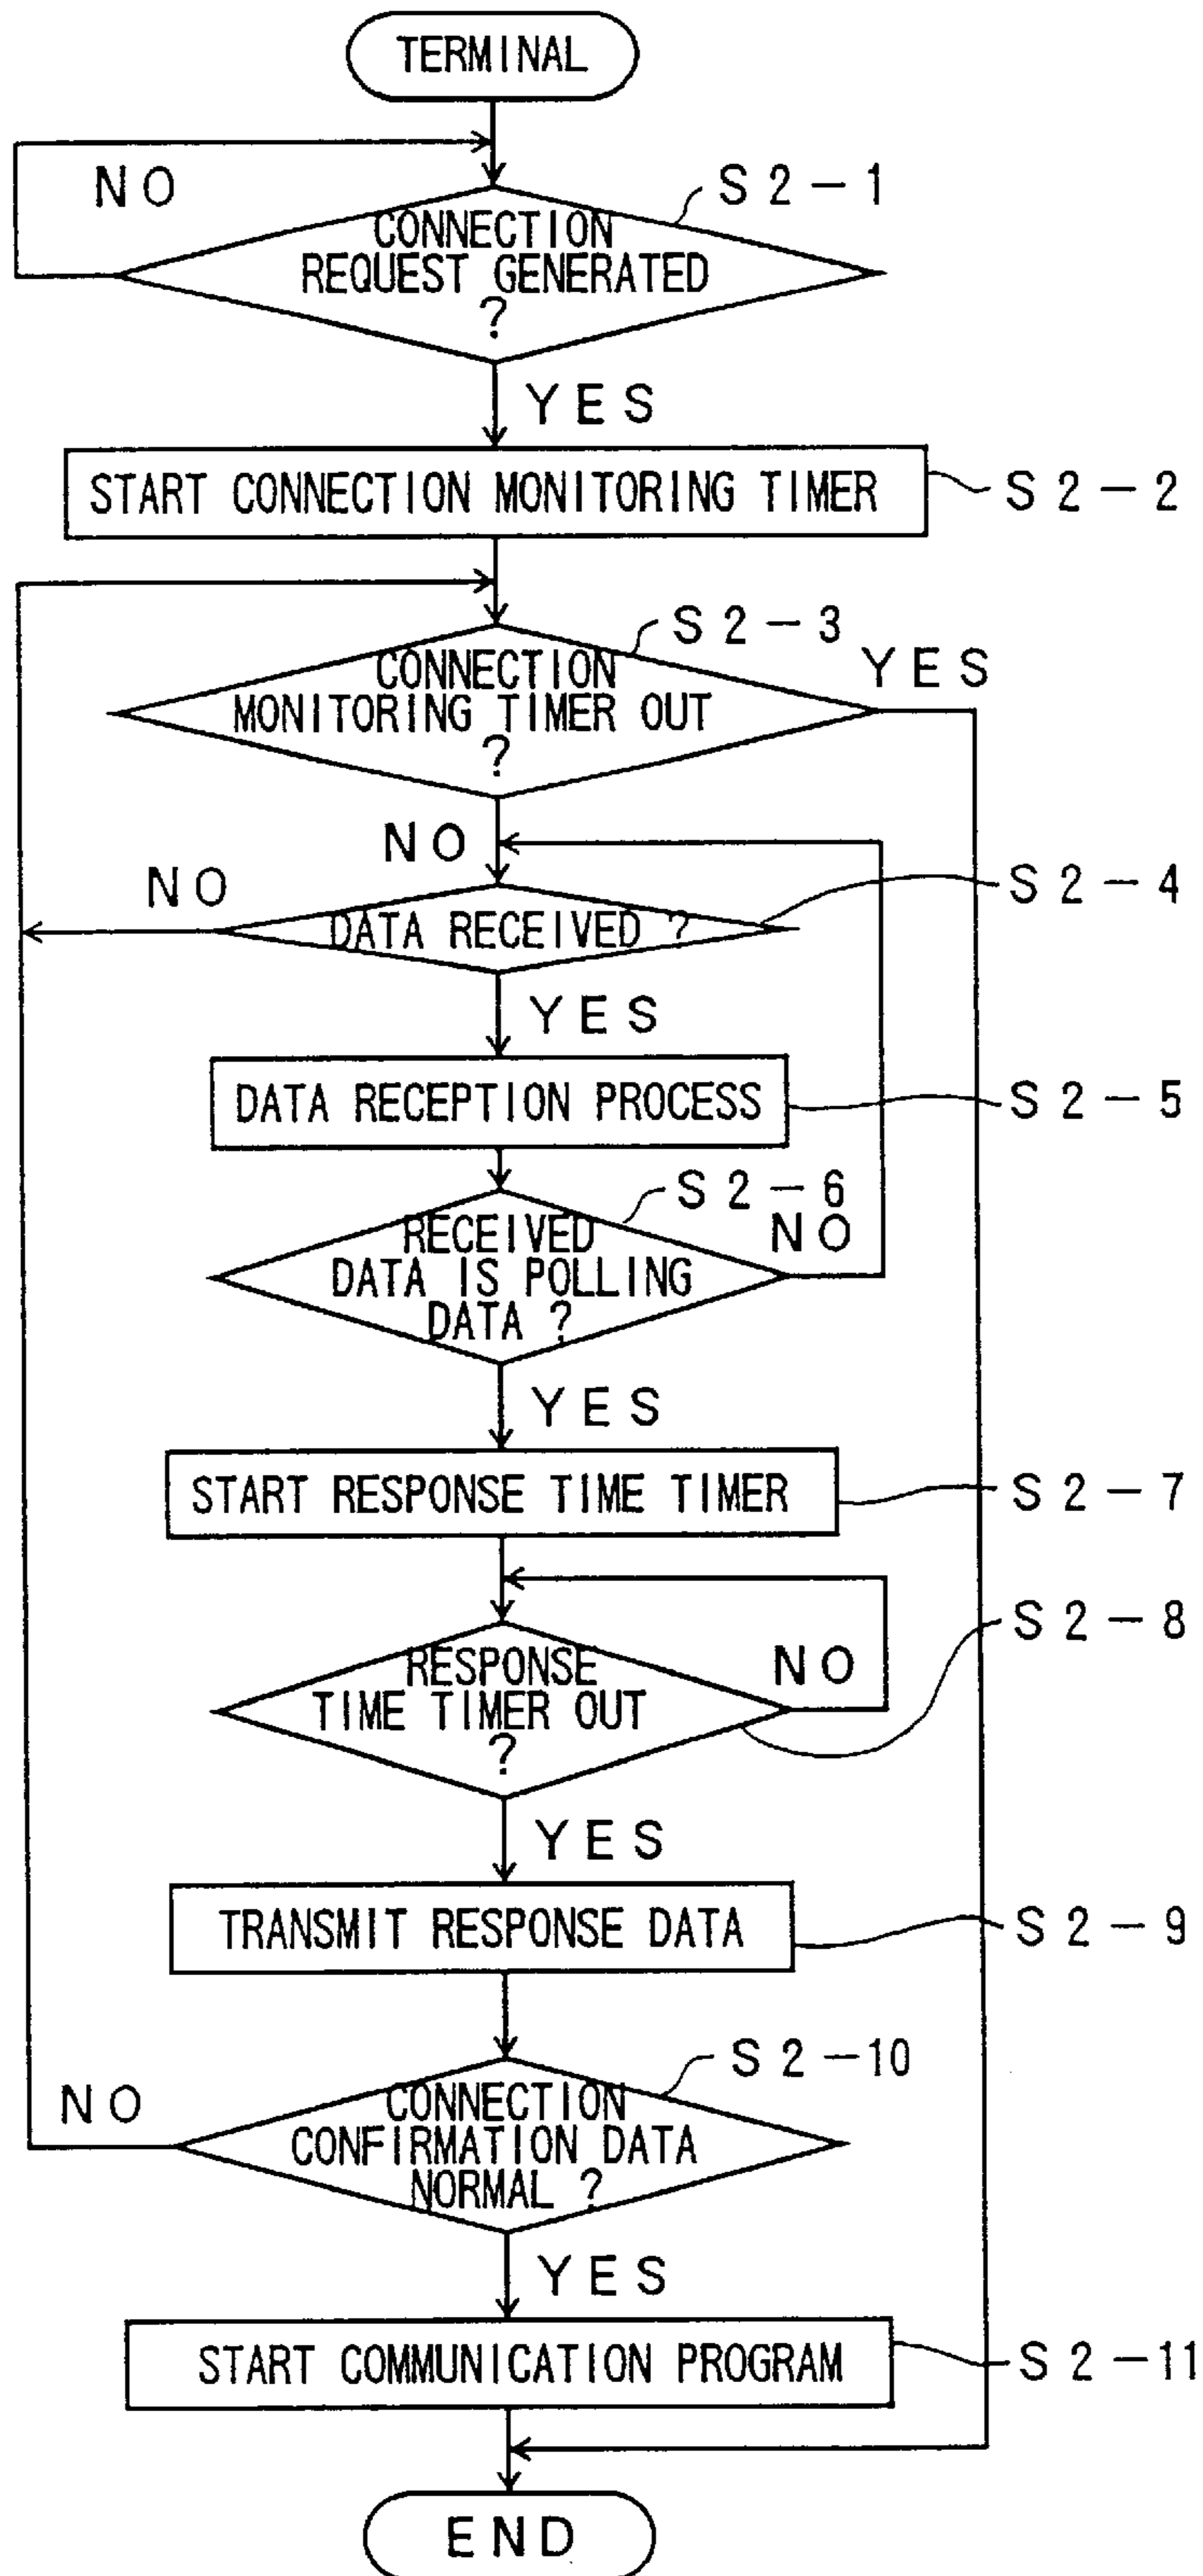 TERMINAL
NO
S2-1
CONNECTION
REQUEST GENERATED
?
YES
START CONNECTION MONITORING TIMER
S2-2
S2-3
YES
CONNECTION
MONITORING TIMER OUT
?
NO
NO
S2-4
DATA RECEIVED ?
YES
DATA RECEPTION PROCESS
S2-5
S2-6
NO
RECEIVED
DATA IS POLLING
DATA ?
YES
START RESPONSE TIME TIMER
S2-7
S2-8
NO
RESPONSE
TIME TIMER OUT
?
YES
TRANSMIT RESPONSE DATA
S2-9
S2-10
NO
CONNECTION
CONFIRMATION DATA
NORMAL ?
YES
START COMMUNICATION PROGRAM
S2-11
END